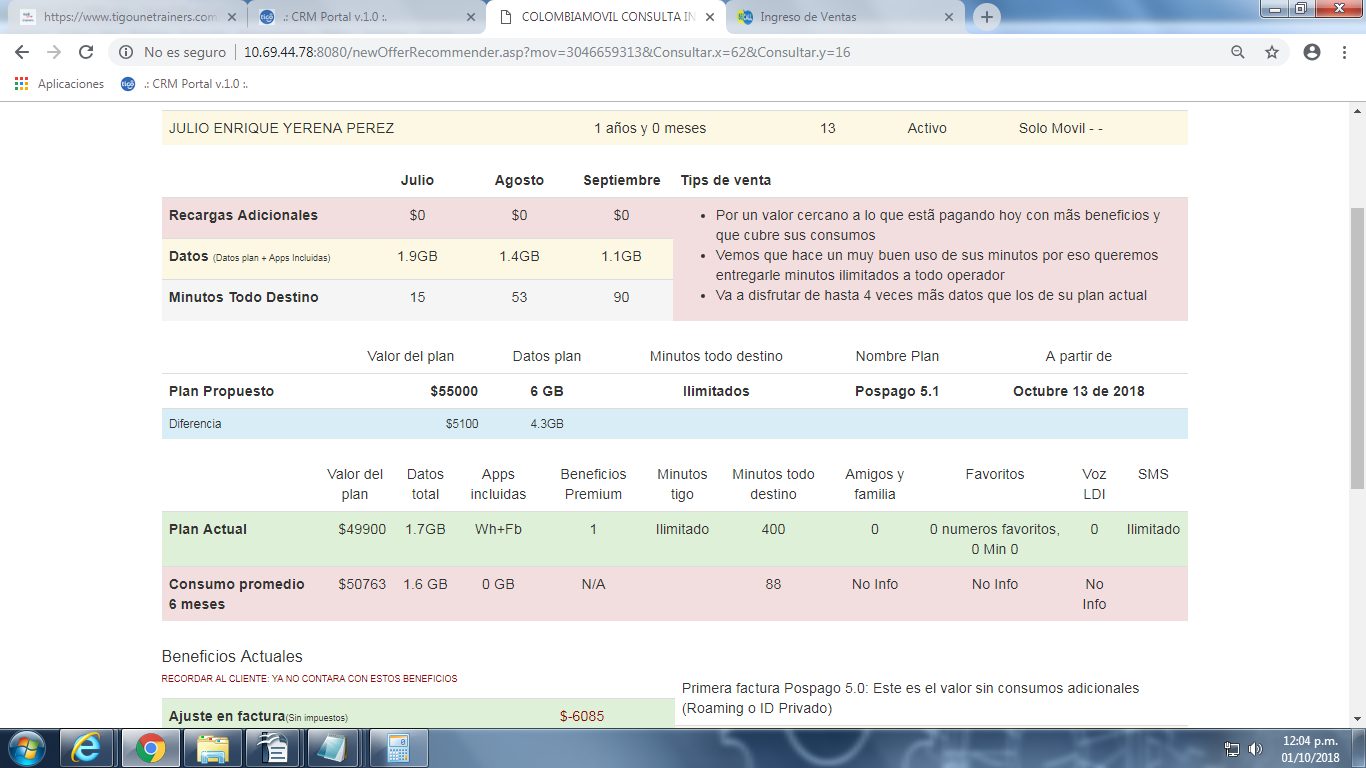 https://www.tigounetrainers.com
.: CRM Portal v.1.0 :.
COLOMBIAMOVIL CONSULTA IN
Ingreso de Ventas
No es seguro
10.69.44.78:8080/newOfferRecommender.asp?mov=3046659313&Consultar.x=62&Consultar.y=16
Aplicaciones
tigo
.: CRM Portal v.1.0 :.
JULIO ENRIQUE YERENA PEREZ 1 años y 0 meses 13 Activo Solo Movil - -
Julio Agosto Septiembre Tips de venta
Recargas Adicionales $0 $0 $0
Datos (Datos plan + Apps Incluidas) 1.9GB 1.4GB 1.1GB
Minutos Todo Destino 15 53 90
• Por un valor cercano a lo que estã pagando hoy con mãs beneficios y
que cubre sus consumos
• Vemos que hace un muy buen uso de sus minutos por eso queremos
entregarle minutos ilimitados a todo operador
• Va a disfrutar de hasta 4 veces mãs datos que los de su plan actual
Valor del plan Datos plan Minutos todo destino Nombre Plan A partir de
Plan Propuesto $55000 6 GB Ilimitados Pospago 5.1 Octubre 13 de 2018
Diferencia $5100 4.3GB
Valor del plan Datos total Apps incluidas Beneficios Premium Minutos tigo Minutos todo destino Amigos y familia Favoritos Voz LDI SMS
Plan Actual $49900 1.7GB Wh+Fb 1 Ilimitado 400 0 0 numeros favoritos, 0 Min 0 0 Ilimitado
Consumo promedio 6 meses $50763 1.6 GB 0 GB N/A 88 No Info No Info No Info
Beneficios Actuales
RECORDAR AL CLIENTE: YA NO CONTARA CON ESTOS BENEFICIOS
Ajuste en factura(Sin impuestos) $-6085
Primera factura Pospago 5.0: Este es el valor sin consumos adicionales
(Roaming o ID Privado)
12:04 p.m.
01/10/2018